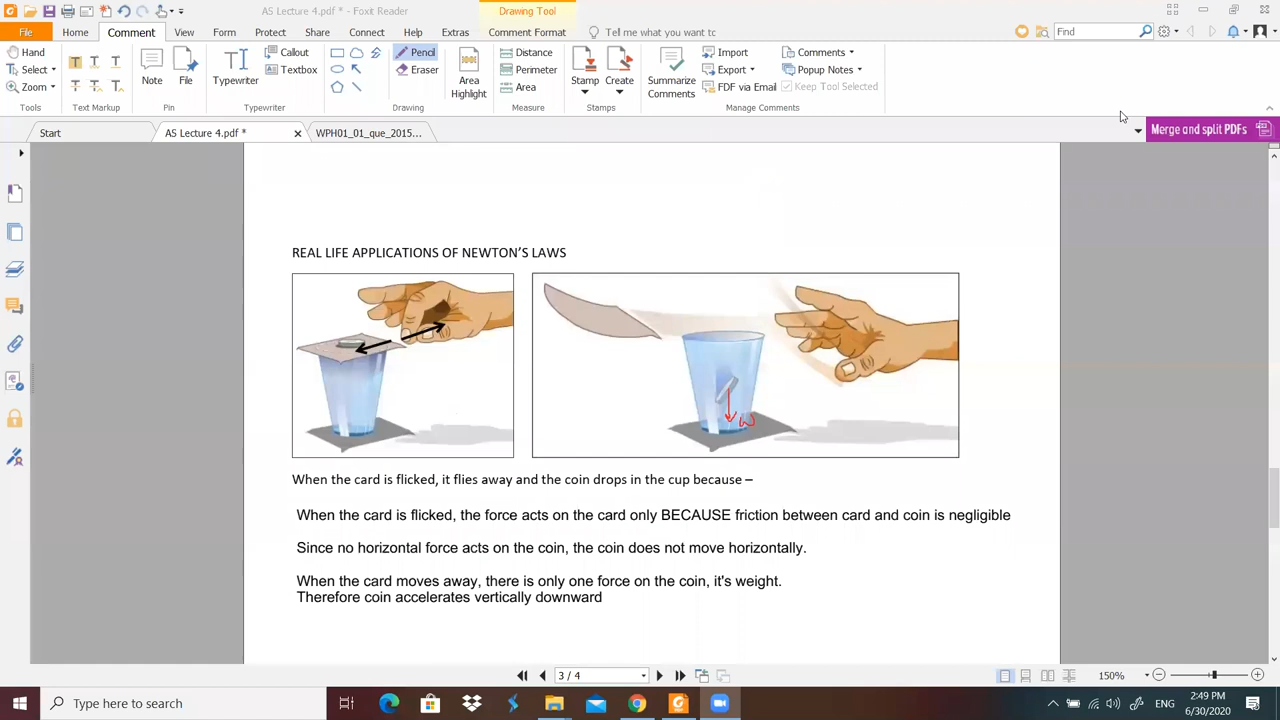 AS Lecture 4.pdf * - Foxit Reader
Drawing Tool
File Home Comment View Form Protect Share Connect Help Extras Comment Format Tell me what you want tc Find
Hand
Select
Zoom
Tools
Text Markup
Note
File
Pin
Typewriter
Callout
Textbox
Typewriter
Pencil
Eraser
Area
Highlight
Drawing
Distance
Perimeter
Area
Measure
Stamp
Create
Stamps
Summarize
Comments
Import
Export
FDF via Email
Comments
Popup Notes
Keep Tool Selected
Manage Comments
Start AS Lecture 4.pdf * WPH01_01_que_2015... Merge and split PDFs
REAL LIFE APPLICATIONS OF NEWTON'S LAWS
W
When the card is flicked, it flies away and the coin drops in the cup because –
When the card is flicked, the force acts on the card only BECAUSE friction between card and coin is negligible
Since no horizontal force acts on the coin, the coin does not move horizontally.
When the card moves away, there is only one force on the coin, it's weight.
Therefore coin accelerates vertically downward
3 / 4 150%
Type here to search
ENG
2:49 PM
6/30/2020